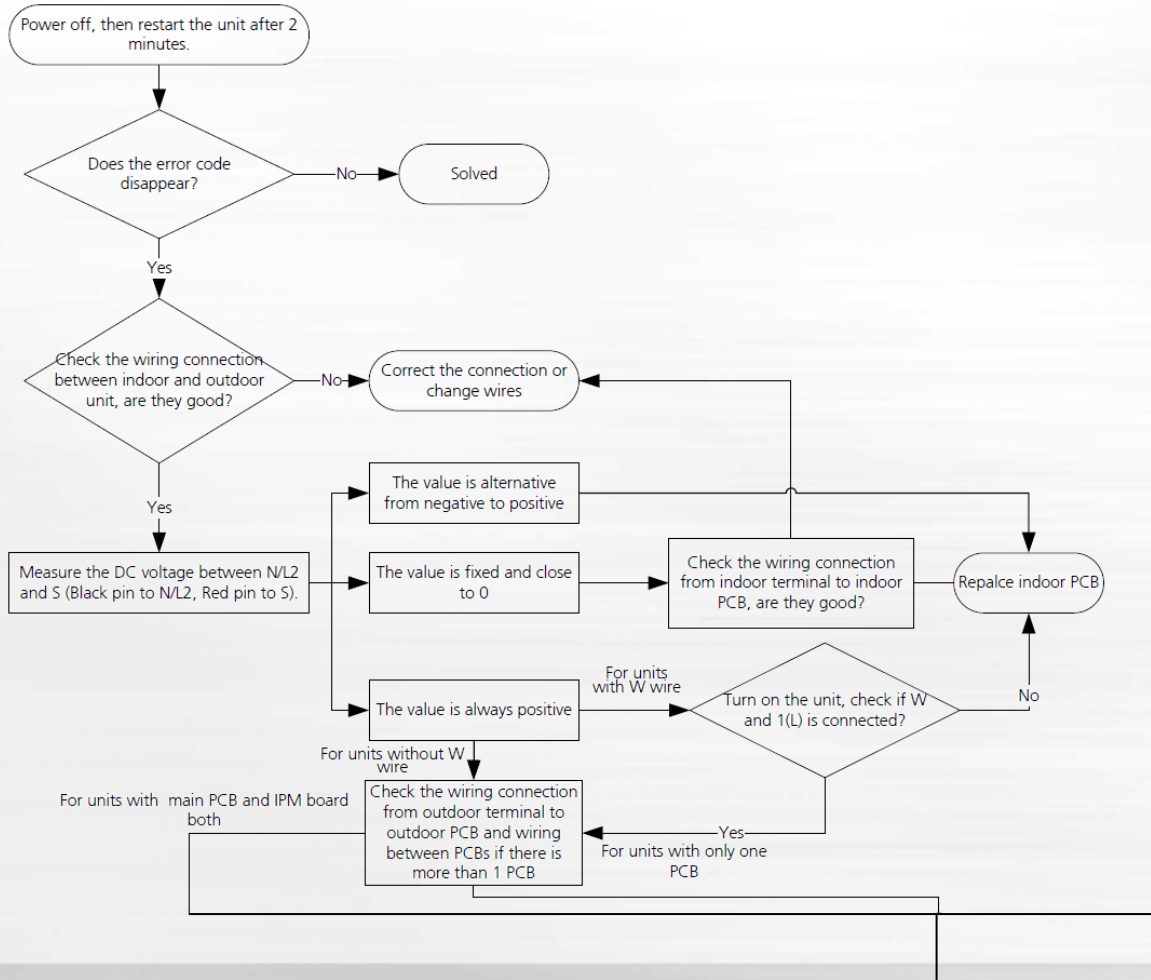 Power off, then restart the unit after 2
minutes.
Does the error code
disappear?
No
Solved
Yes
Check the wiring connection
between indoor and outdoor
unit, are they good?
No
Correct the connection or
change wires
Yes
The value is alternative
from negative to positive
Measure the DC voltage between N/L2
and S (Black pin to N/L2, Red pin to S).
The value is fixed and close
to 0
Check the wiring connection
from indoor terminal to indoor
PCB, are they good?
Repalce indoor PCB
The value is always positive
For units
with W wire
Turn on the unit, check if W
and 1(L) is connected?
No
For units without W
wire
For units with  main PCB and IPM board
both
Check the wiring connection
from outdoor terminal to
outdoor PCB and wiring
between PCBs if there is
more than 1 PCB
Yes
For units with only one
PCB